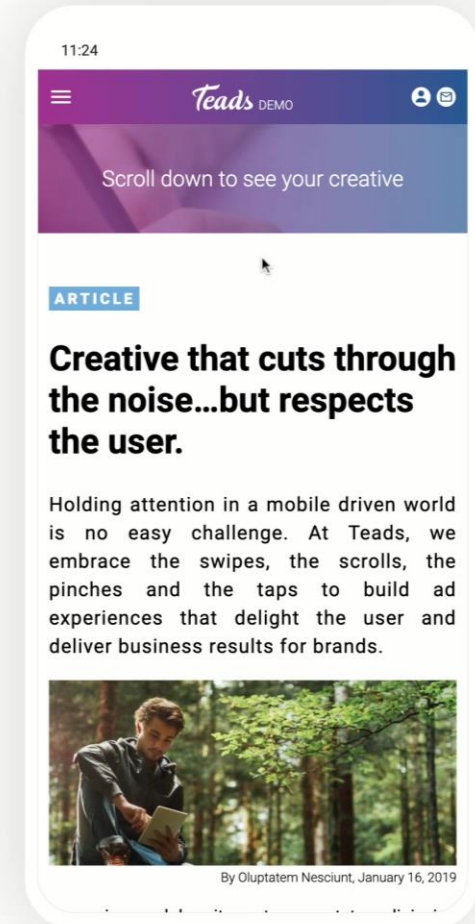 11:24
Teads DEMO
Scroll down to see your creative
ARTICLE
Creative that cuts through
the noise...but respects
the user.
Holding attention in a mobile driven world
is no easy challenge. At Teads, we
embrace the swipes, the scrolls, the
pinches and the taps to build ad
experiences that delight the user and
deliver business results for brands.
By Oluptatem Nesciunt, January 16, 2019